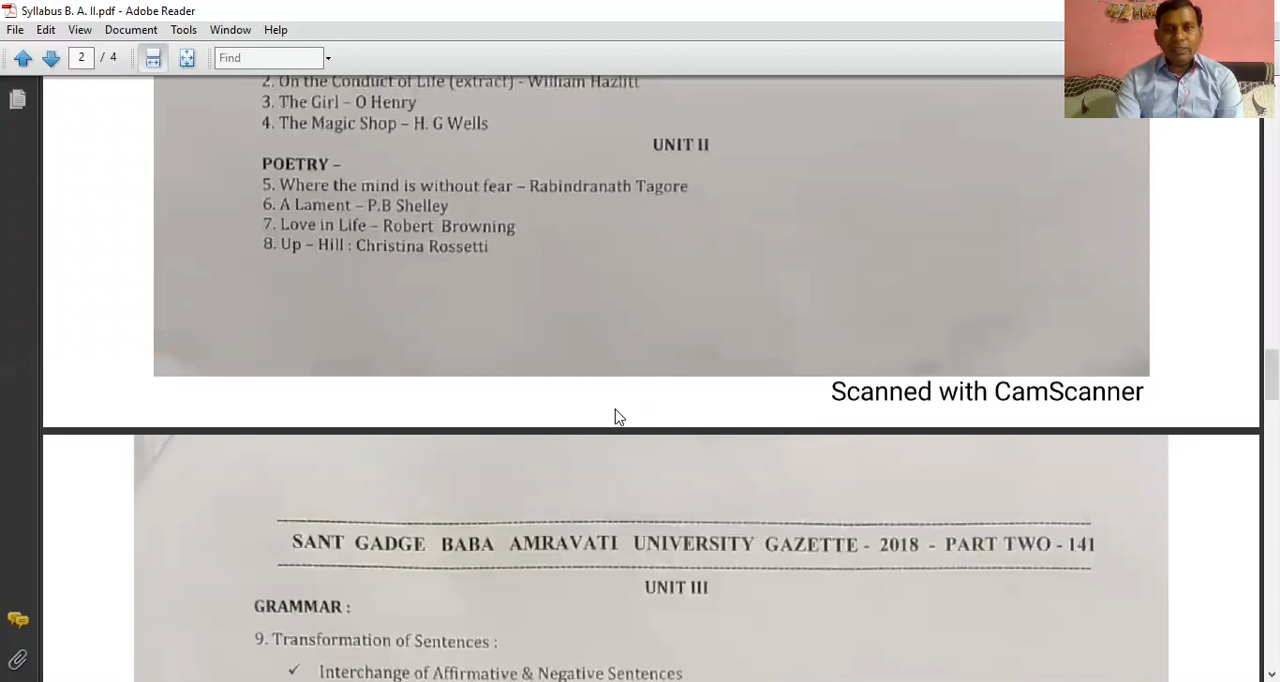 Syllabus B. A. II.pdf - Adobe Reader
File Edit View Document Tools Window Help
2 / 4 Find
2. On the Conduct of Life (extract) - William Hazlitt
3. The Girl – O Henry
4. The Magic Shop – H. G Wells
UNIT II
POETRY –
5. Where the mind is without fear – Rabindranath Tagore
6. A Lament – P.B Shelley
7. Love in Life – Robert Browning
8. Up – Hill : Christina Rossetti
Scanned with CamScanner
SANT GADGE BABA AMRAVATI UNIVERSITY GAZETTE - 2018 - PART TWO - 141
UNIT III
GRAMMAR :
9. Transformation of Sentences :
✓ Interchange of Affirmative & Negative Sentences